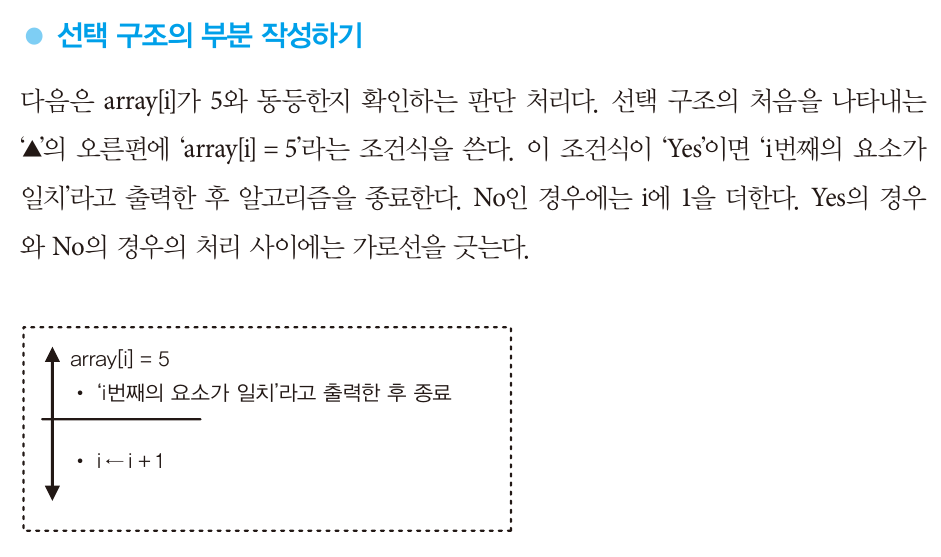 ● 선택 구조의 부분 작성하기
다음은 array[i]가 5와 동등한지 확인하는 판단 처리다. 선택 구조의 처음을 나타내는
‘▲’의 오른편에 ‘array[i] = 5’라는 조건식을 쓴다. 이 조건식이 ‘Yes’이면 ‘i번째의 요소가
일치’라고 출력한 후 알고리즘을 종료한다. No인 경우에는 i에 1을 더한다. Yes의 경우
와 No의 경우의 처리 사이에는 가로선을 긋는다.
array[i] = 5
• ‘i번째의 요소가 일치’라고 출력한 후 종료
• i ← i + 1